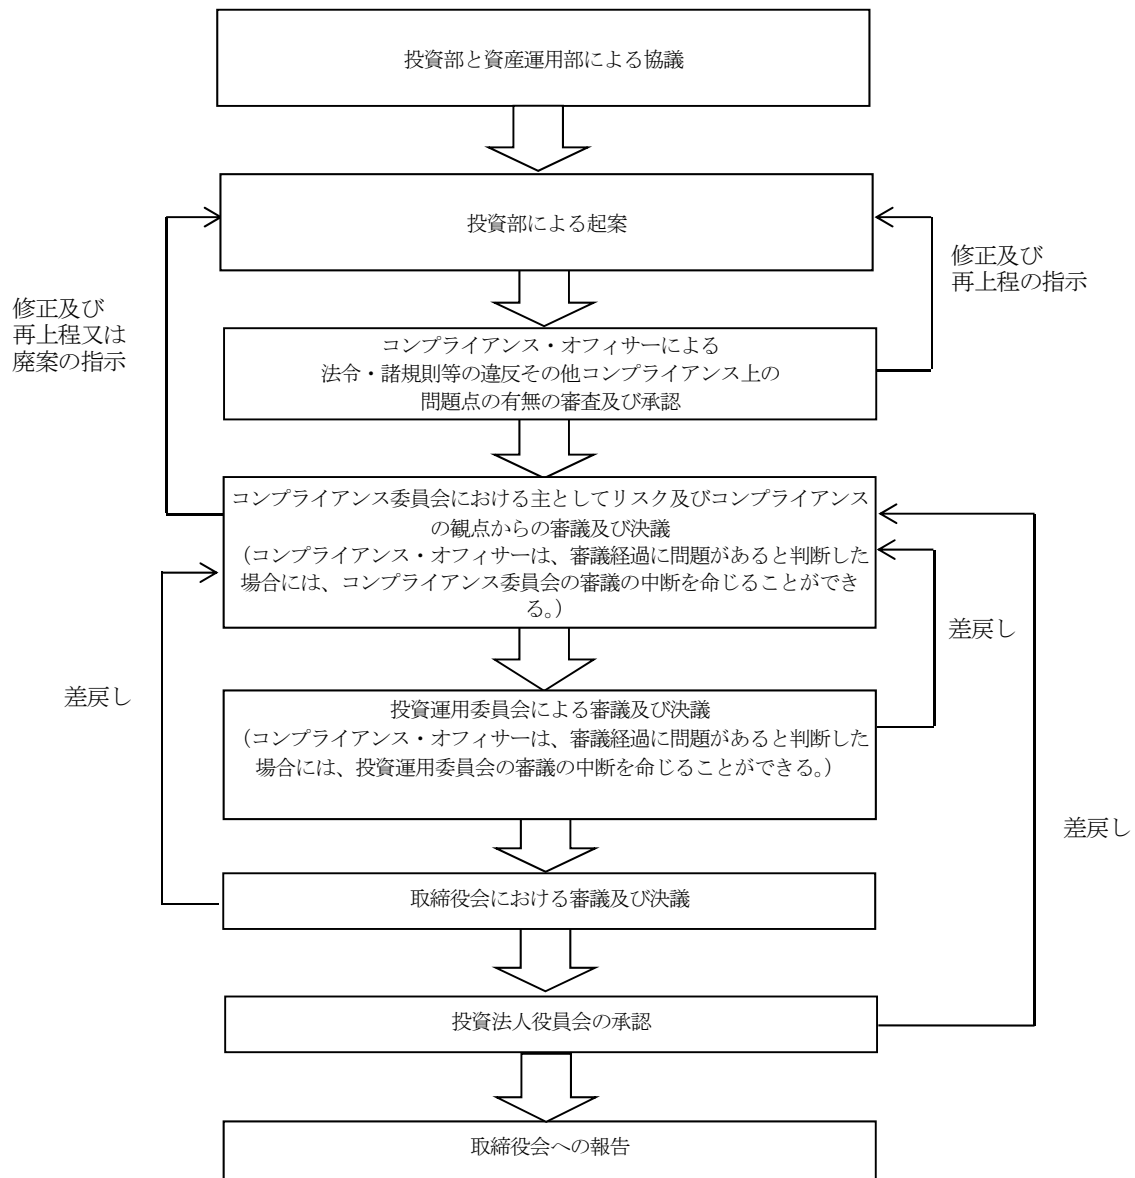 投資部と資産運用部による協議
投資部による起案
修正及び
再上程の指示
修正及び
再上程又は
廃案の指示
コンプライアンス・オフィサーによる
法令・諸規則等の違反その他コンプライアンス上の
問題点の有無の審査及び承認
コンプライアンス委員会における主としてリスク及びコンプライアンス
の観点からの審議及び決議
（コンプライアンス・オフィサーは、審議経過に問題があると判断した
場合には、コンプライアンス委員会の審議の中断を命じることができ
る。）
差戻し
差戻し
投資運用委員会による審議及び決議
（コンプライアンス・オフィサーは、審議経過に問題があると判断した
場合には、投資運用委員会の審議の中断を命じることができる。）
差戻し
取締役会における審議及び決議
投資法人役員会の承認
取締役会への報告